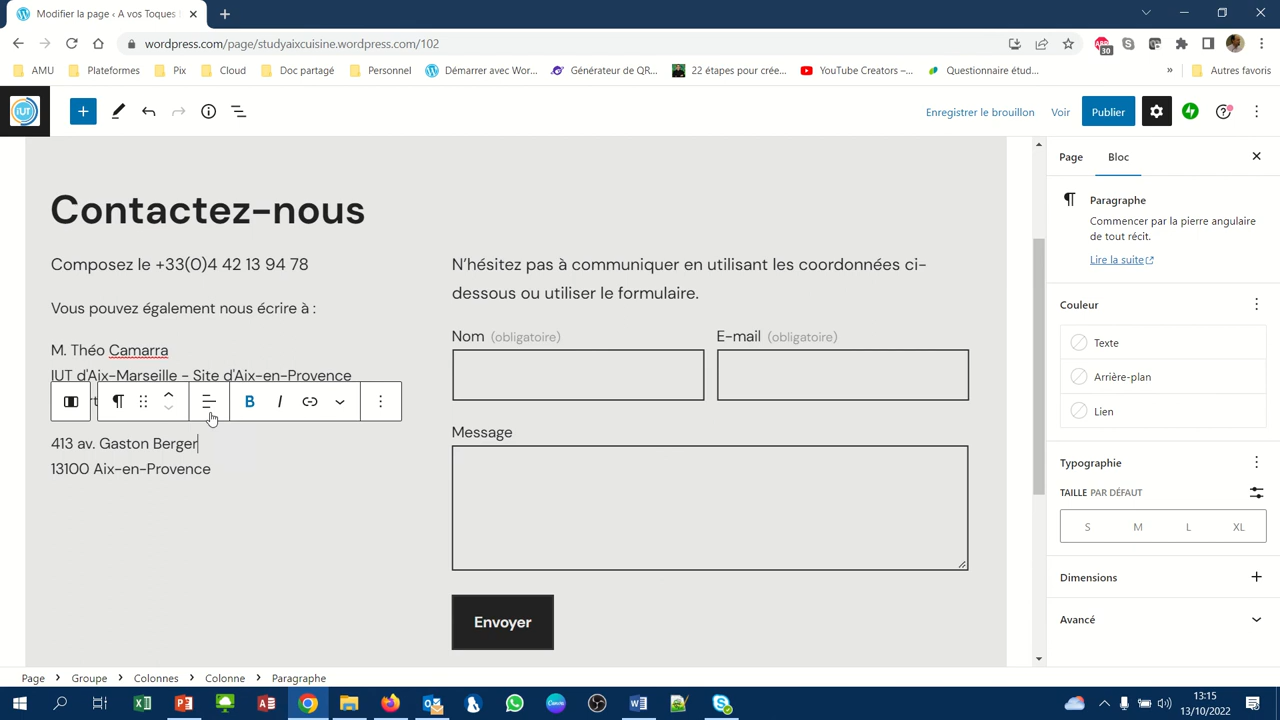 Modifier la page ‹ A vos Toques
wordpress.com/page/studyaixcuisine.wordpress.com/102
30
AMU
Plateformes
Pix
Cloud
Doc partagé
Personnel
Démarrer avec Wor...
Générateur de QR...
22 étapes pour crée...
YouTube Creators –...
Questionnaire étud...
»
Autres favoris
iUT
Enregistrer le brouillon
Voir
Publier
Page
Bloc
Contactez-nous
Composez le +33(0)4 42 13 94 78
Vous pouvez également nous écrire à :
M. Théo Camarra
IUT d'Aix-Marseille - Site d'Aix-en-Provence
B I
413 av. Gaston Berger
13100 Aix-en-Provence
N'hésitez pas à communiquer en utilisant les coordonnées ci-
dessous ou utiliser le formulaire.
Nom (obligatoire)
E-mail (obligatoire)
Message
Envoyer
Paragraphe
Commencer par la pierre angulaire
de tout récit.
Lire la suite
Couleur
Texte
Arrière-plan
Lien
Typographie
TAILLE PAR DÉFAUT
S M L XL
Dimensions
Avancé
Page > Groupe > Colonnes > Colonne > Paragraphe
13:15
13/10/2022